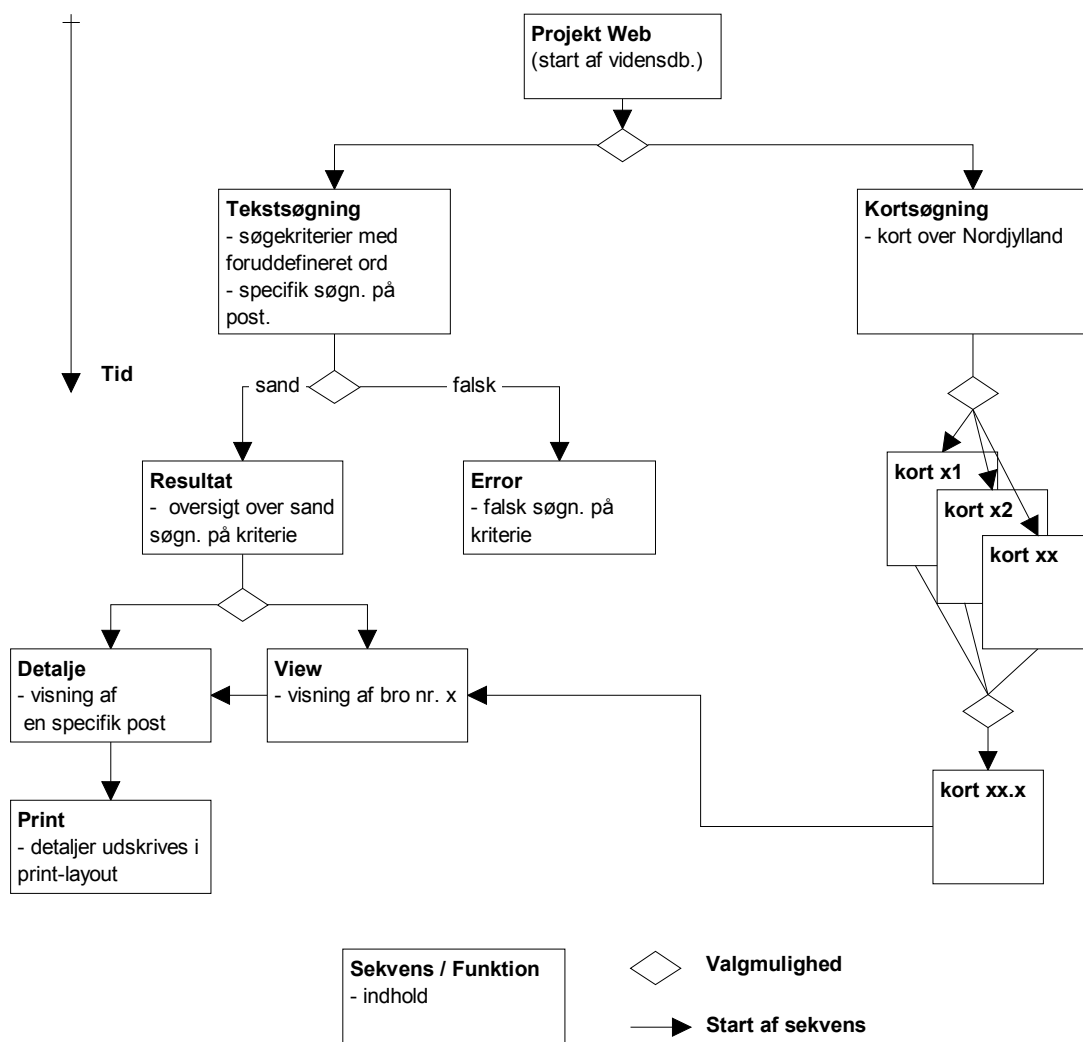 Projekt Web
(start af vidensdb.)
Tekstsøgning
- søgekriterier med
foruddefineret ord
- specifik søgn. på
post.
Kortsøgning
- kort over Nordjylland
Tid
sand
falsk
Resultat
- oversigt over sand
søgn. på kriterie
Error
- falsk søgn. på
kriterie
kort x1
kort x2
kort xx
Detalje
- visning af
en specifik post
View
- visning af bro nr. x
kort xx.x
Print
- detaljer udskrives i
print-layout
Sekvens / Funktion
- indhold
Valgmulighed
Start af sekvens